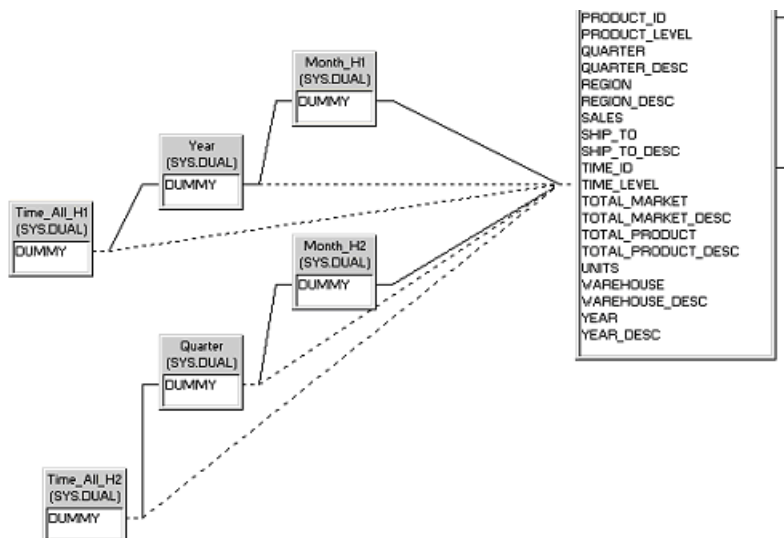 PRODUCT_ID
PRODUCT_LEVEL
QUARTER
QUARTER_DESC
REGION
REGION_DESC
SALES
SHIP_TO
SHIP_TO_DESC
TIME_ID
TIME_LEVEL
TOTAL_MARKET
TOTAL_MARKET_DESC
TOTAL_PRODUCT
TOTAL_PRODUCT_DESC
UNITS
WAREHOUSE
WAREHOUSE_DESC
YEAR
YEAR_DESC
Month_H1
(SYS.DUAL)
DUMMY
Year
(SYS.DUAL)
DUMMY
Time_All_H1
(SYS.DUAL)
DUMMY
Month_H2
(SYS.DUAL)
DUMMY
Quarter
(SYS.DUAL)
DUMMY
Time_All_H2
(SYS.DUAL)
DUMMY